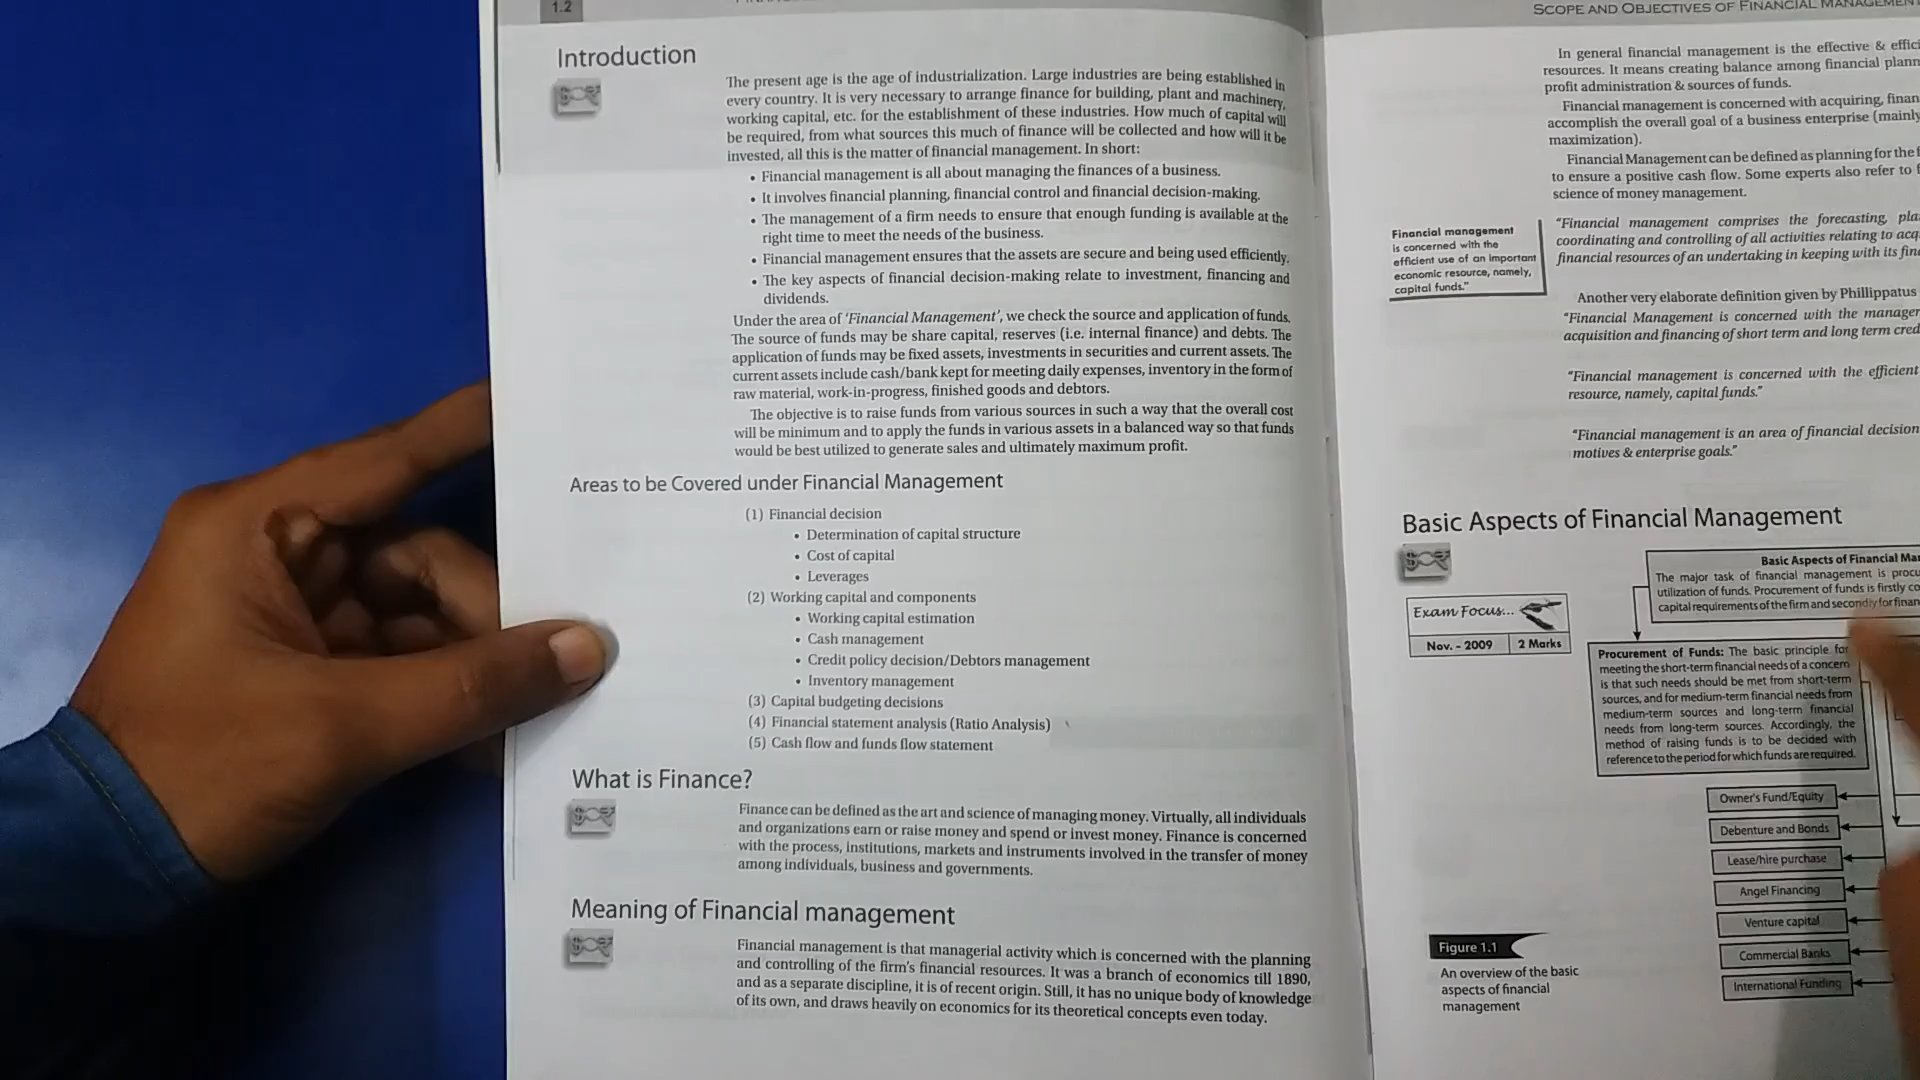 1.2
Introduction
The present age is the age of industrialization. Large industries are being established in
every country. It is very necessary to arrange finance for building, plant and machinery,
working capital, etc. for the establishment of these industries. How much of capital will
be required, from what sources this much of finance will be collected and how will it be
invested, all this is the matter of financial management. In short:
• Financial management is all about managing the finances of a business.
• It involves financial planning, financial control and financial decision-making.
• The management of a firm needs to ensure that enough funding is available at the
right time to meet the needs of the business.
• Financial management ensures that the assets are secure and being used efficiently.
• The key aspects of financial decision-making relate to investment, financing and
dividends.
Under the area of 'Financial Management', we check the source and application of funds.
The source of funds may be share capital, reserves (i.e. internal finance) and debts. The
application of funds may be fixed assets, investments in securities and current assets. The
current assets include cash/bank kept for meeting daily expenses, inventory in the form of
raw material, work-in-progress, finished goods and debtors.
The objective is to raise funds from various sources in such a way that the overall cost
will be minimum and to apply the funds in various assets in a balanced way so that funds
would be best utilized to generate sales and ultimately maximum profit.
Areas to be Covered under Financial Management
(1) Financial decision
• Determination of capital structure
• Cost of capital
• Leverages
(2) Working capital and components
• Working capital estimation
• Cash management
• Credit policy decision/Debtors management
• Inventory management
(3) Capital budgeting decisions
(4) Financial statement analysis (Ratio Analysis)
(5) Cash flow and funds flow statement
What is Finance?
Finance can be defined as the art and science of managing money. Virtually, all individuals
and organizations earn or raise money and spend or invest money. Finance is concerned
with the process, institutions, markets and instruments involved in the transfer of money
among individuals, business and governments.
Meaning of Financial management
Financial management is that managerial activity which is concerned with the planning
and controlling of the firm's financial resources. It was a branch of economics till 1890,
and as a separate discipline, it is of recent origin. Still, it has no unique body of knowledge
of its own, and draws heavily on economics for its theoretical concepts even today.
SCOPE AND OBJECTIVES OF FINANCIAL MANAGEMENT
In general financial management is the effective &
resources. It means creating balance among financial
profit administration & sources of funds.
Financial management is concerned with acquiring,
accomplish the overall goal of a business enterprise (mainly
maximization).
Financial Management can be defined as planning for the
to ensure a positive cash flow. Some experts also refer to
science of money management.
Financial management
is concerned with the
efficient use of an important
economic resource, namely,
capital funds."
"Financial management comprises the forecasting,
coordinating and controlling of all activities relating to
financial resources of an undertaking in keeping with its
Another very elaborate definition given by Phillippatus
"Financial Management is concerned with the
acquisition and financing of short term and long term
"Financial management is concerned with the efficient
resource, namely, capital funds."
"Financial management is an area of financial decision
motives & enterprise goals."
Basic Aspects of Financial Management
Basic Aspects of Financial
The major task of financial management is
utilization of funds. Procurement of funds is firstly
capital requirements of the firm and secondly for
Exam Focus...
Nov. - 2009 2 Marks
Procurement of Funds: The basic principle for
meeting the short-term financial needs of a concern
is that such needs should be met from short-term
sources, and for medium-term financial needs from
medium-term sources and long-term financial
needs from long-term sources. Accordingly, the
method of raising funds is to be decided with
reference to the period for which funds are required.
Owner's Fund/Equity
Debenture and Bonds
Lease/hire purchase
Angel Financing
Venture capital
Commercial Banks
International Funding
Figure 1.1
An overview of the basic
aspects of financial
management